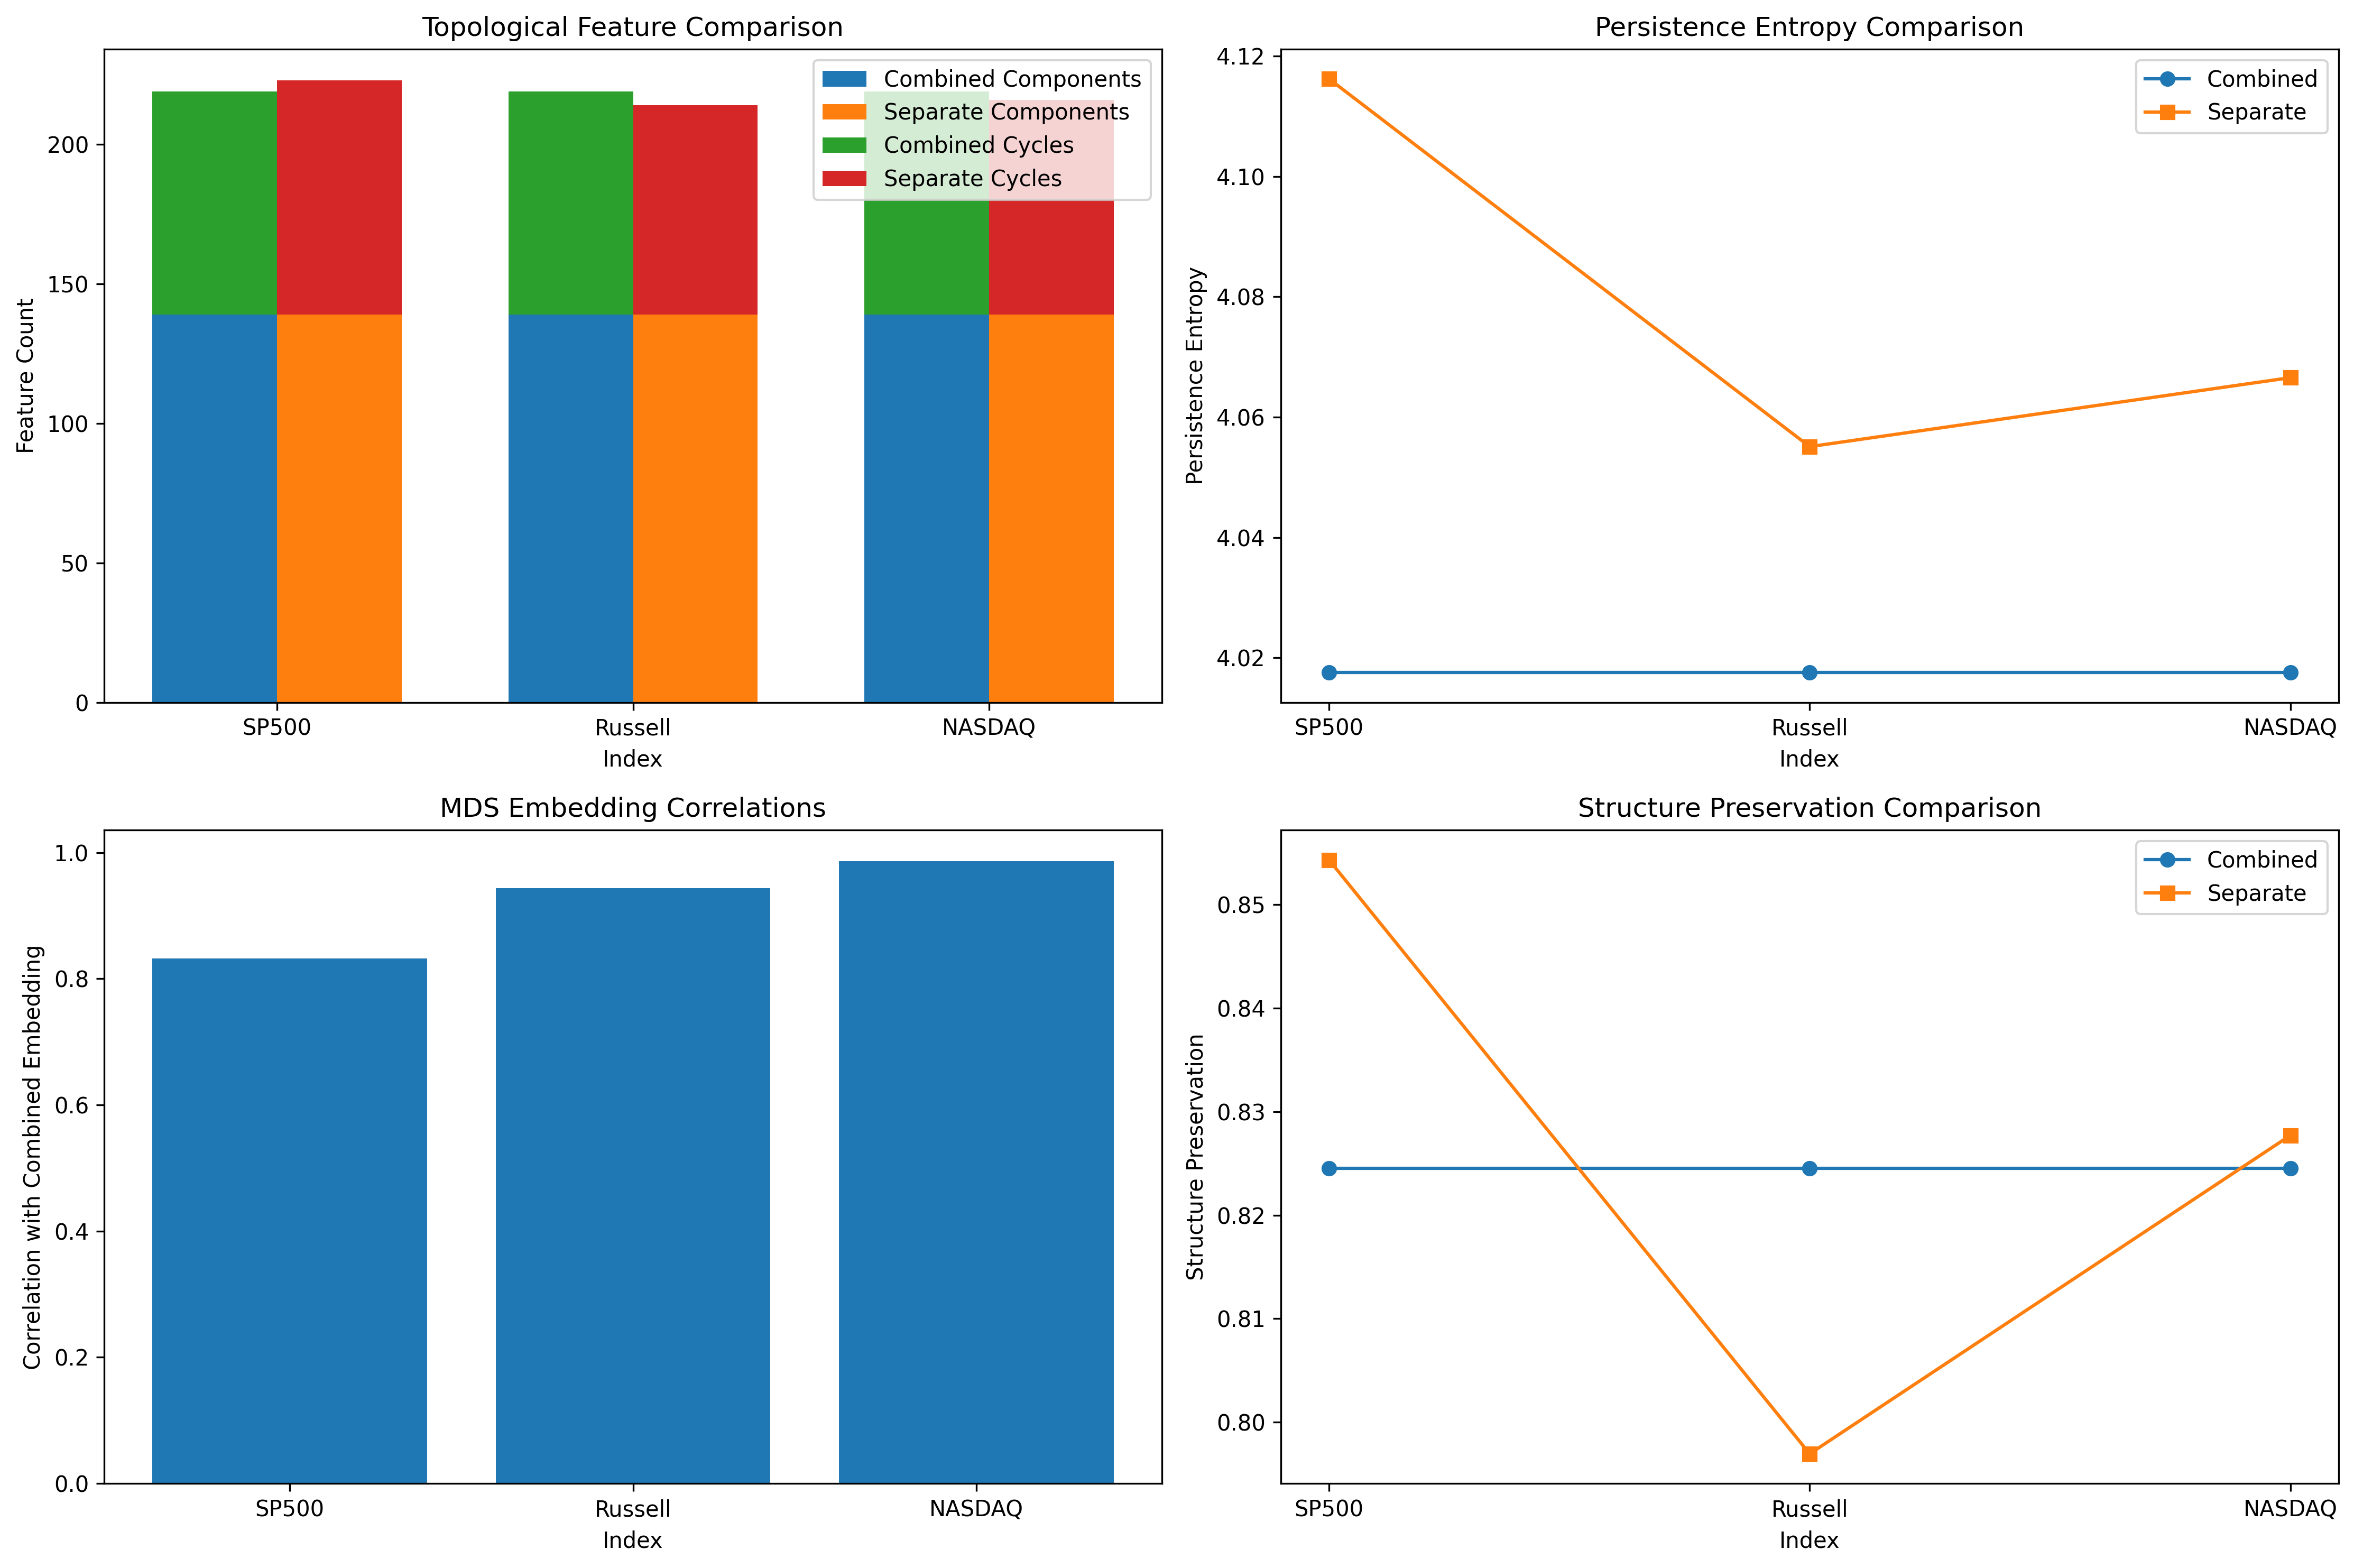 Topological Feature Comparison
Combined Components
Separate Components
Combined Cycles
Separate Cycles
200
150
100
50
0
Feature Count
SP500
Russell
NASDAQ
Index
Persistence Entropy Comparison
Combined
Separate
4.12
4.10
4.08
4.06
4.04
4.02
Persistence Entropy
SP500
Russell
NASDAQ
Index
MDS Embedding Correlations
1.0
0.8
0.6
0.4
0.2
0.0
Correlation with Combined Embedding
SP500
Russell
NASDAQ
Index
Structure Preservation Comparison
Combined
Separate
0.85
0.84
0.83
0.82
0.81
0.80
Structure Preservation
SP500
Russell
NASDAQ
Index